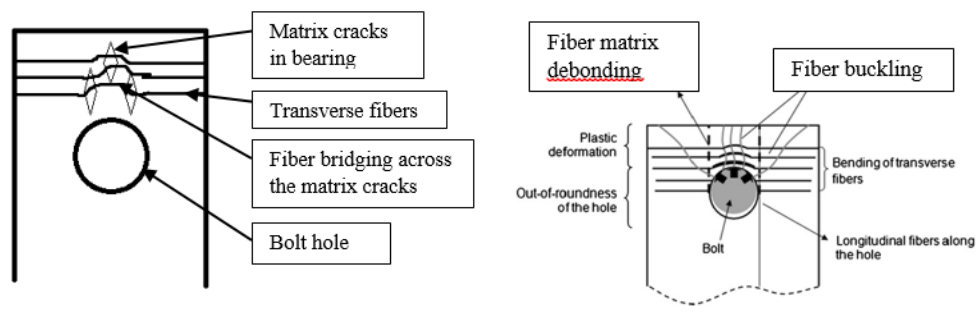 Matrix cracks
in bearing
Transverse fibers
Fiber bridging across
the matrix cracks
Bolt hole
Fiber matrix
debonding
Fiber buckling
Plastic
deformation
Out-of-roundness
of the hole
Bending of transverse
fibers
Bolt
Longitudinal fibers along
the hole